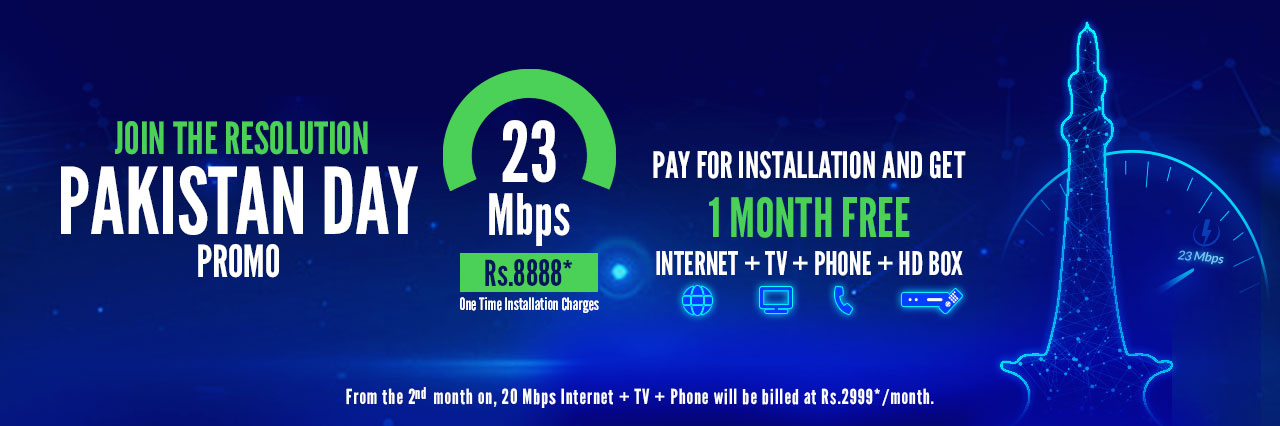 JOIN THE RESOLUTION
PAKISTAN DAY
PROMO
23
Mbps
Rs.8888*
One Time Installation Charges
PAY FOR INSTALLATION AND GET
1 MONTH FREE
INTERNET + TV + PHONE + HD BOX
23 Mbps
From the 2nd month on, 20 Mbps Internet + TV + Phone will be billed at Rs.2999*/month.